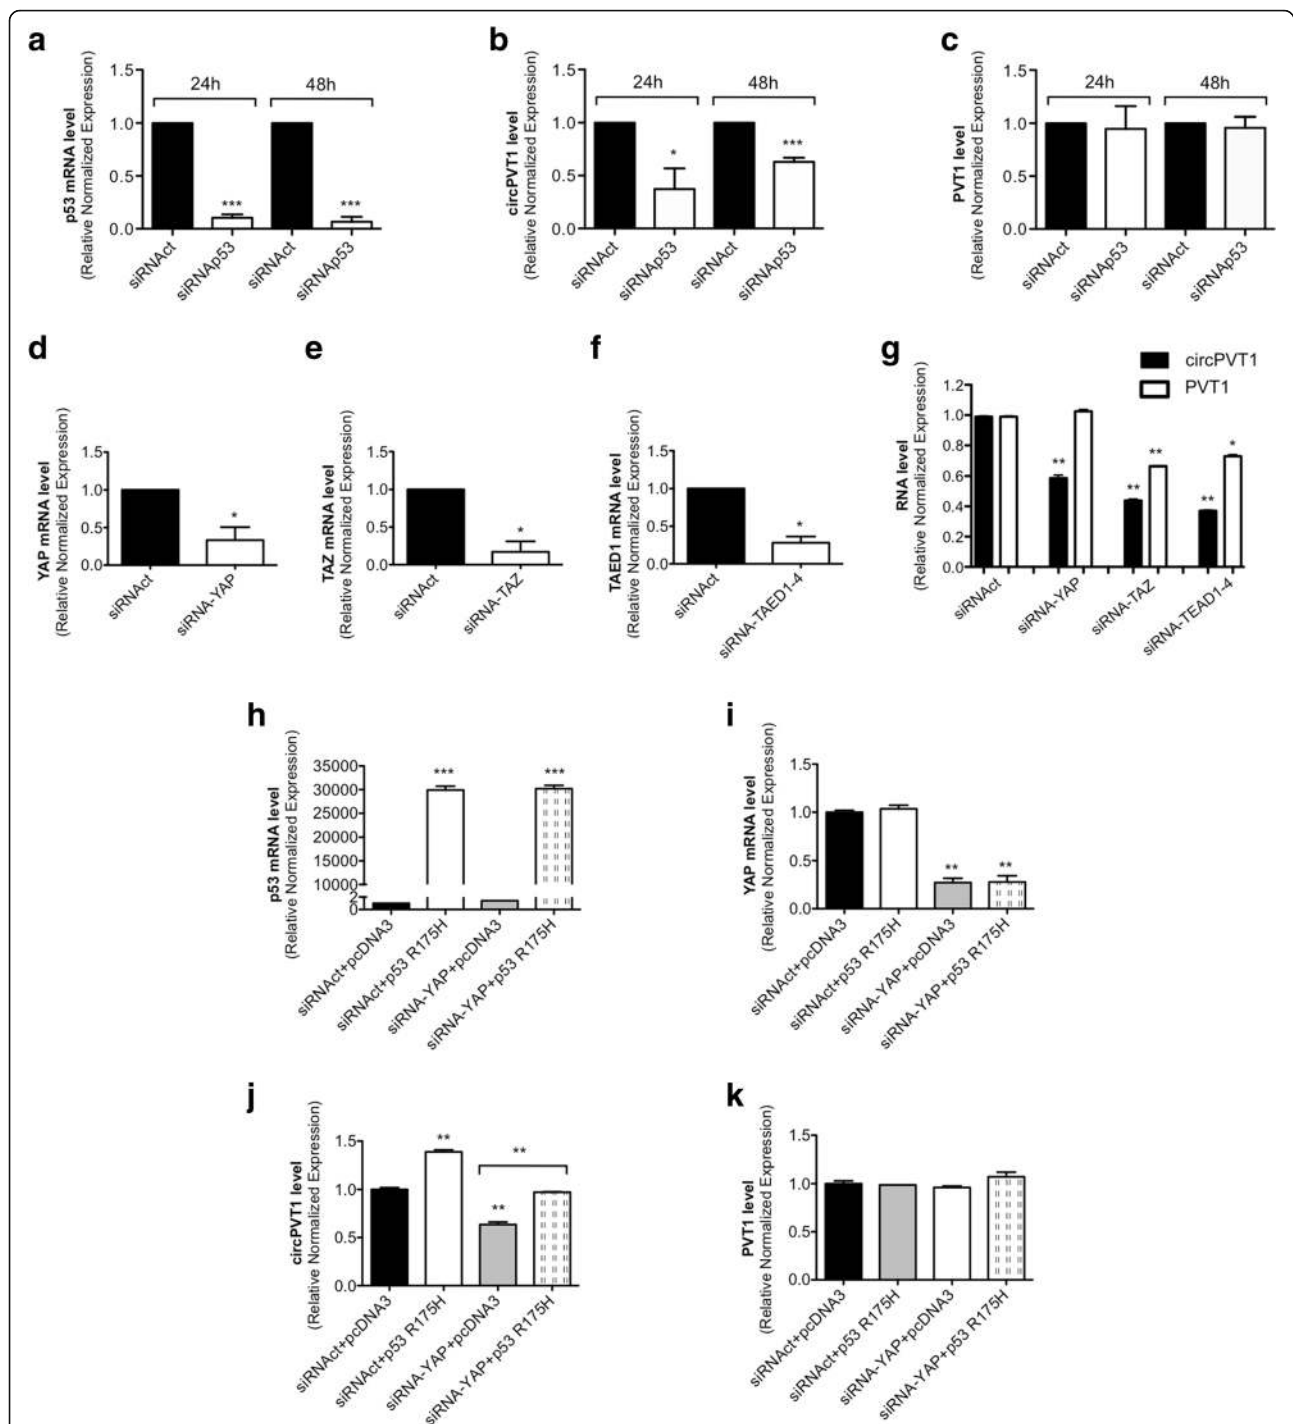 a
p53 mRNA level
(Relative Normalized Expression)
1.5
1.0
0.5
0.0
24h
48h
***
***
siRNAct
siRNAp53
siRNAct
siRNAp53
b
circPVT1 level
(Relative Normalized Expression)
1.5
1.0
0.5
0.0
24h
48h
*
***
siRNAct
siRNAp53
siRNAct
siRNAp53
c
PVT1 level
(Relative Normalized Expression)
1.5
1.0
0.5
0.0
24h
48h
siRNAct
siRNAp53
siRNAct
siRNAp53
d
YAP mRNA level
(Relative Normalized Expression)
1.5
1.0
0.5
0.0
*
siRNAct
siRNA-YAP
e
TAZ mRNA level
(Relative Normalized Expression)
1.5
1.0
0.5
0.0
*
siRNAct
siRNA-TAZ
f
TAED1 mRNA level
(Relative Normalized Expression)
1.5
1.0
0.5
0.0
*
siRNAct
siRNA-TAED1-4
g
circPVT1
PVT1
RNA level
(Relative Normalized Expression)
1.2
1.0
0.8
0.6
0.4
0.2
0.0
**
**
**
**
*
siRNAct
siRNA-YAP
siRNA-TAZ
siRNA-TEAD1-4
h
p53 mRNA level
(Relative Normalized Expression)
35000
30000
25000
20000
15000
10000
2
0
***
***
siRNAct+pcDNA3
siRNAct+p53 R175H
siRNA-YAP+pcDNA3
siRNA-YAP+p53 R175H
i
YAP mRNA level
(Relative Normalized Expression)
1.5
1.0
0.5
0.0
**
**
siRNAct+pcDNA3
siRNAct+p53 R175H
siRNA-YAP+pcDNA3
siRNA-YAP+p53 R175H
j
circPVT1 level
(Relative Normalized Expression)
1.5
1.0
0.5
0.0
**
**
**
siRNAct+pcDNA3
siRNAct+p53 R175H
siRNA-YAP+pcDNA3
siRNA-YAP+p53 R175H
k
PVT1 level
(Relative Normalized Expression)
1.5
1.0
0.5
0.0
siRNAct+pcDNA3
siRNAct+p53 R175H
siRNA-YAP+pcDNA3
siRNA-YAP+p53 R175H